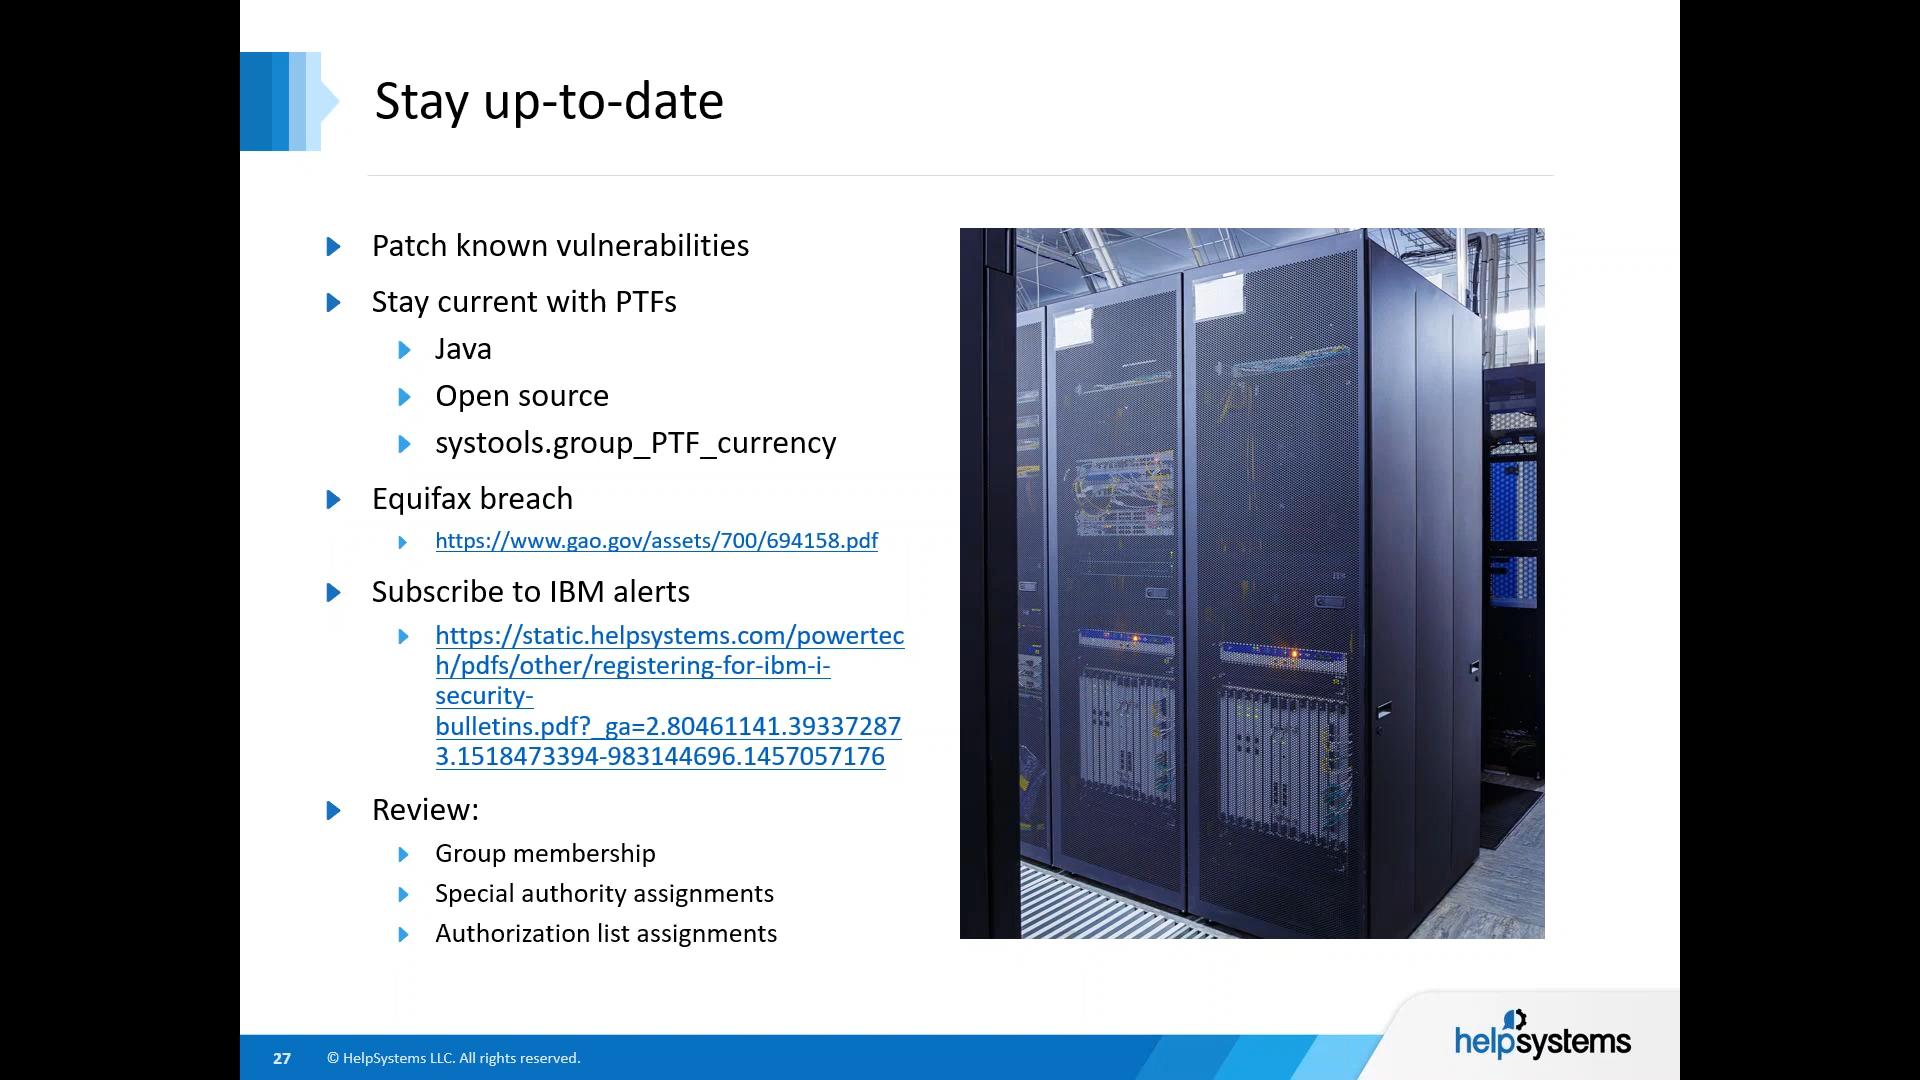 Stay up-to-date
Patch known vulnerabilities
Stay current with PTFs
Java
Open source
systools.group_PTF_currency
Equifax breach
https://www.gao.gov/assets/700/694158.pdf
Subscribe to IBM alerts
https://static.helpsystems.com/powertec
h/pdfs/other/registering-for-ibm-i-
security-
bulletins.pdf?_ga=2.80461141.39337287
3.1518473394-983144696.1457057176
Review:
Group membership
Special authority assignments
Authorization list assignments
27 © HelpSystems LLC. All rights reserved.
helpsystems